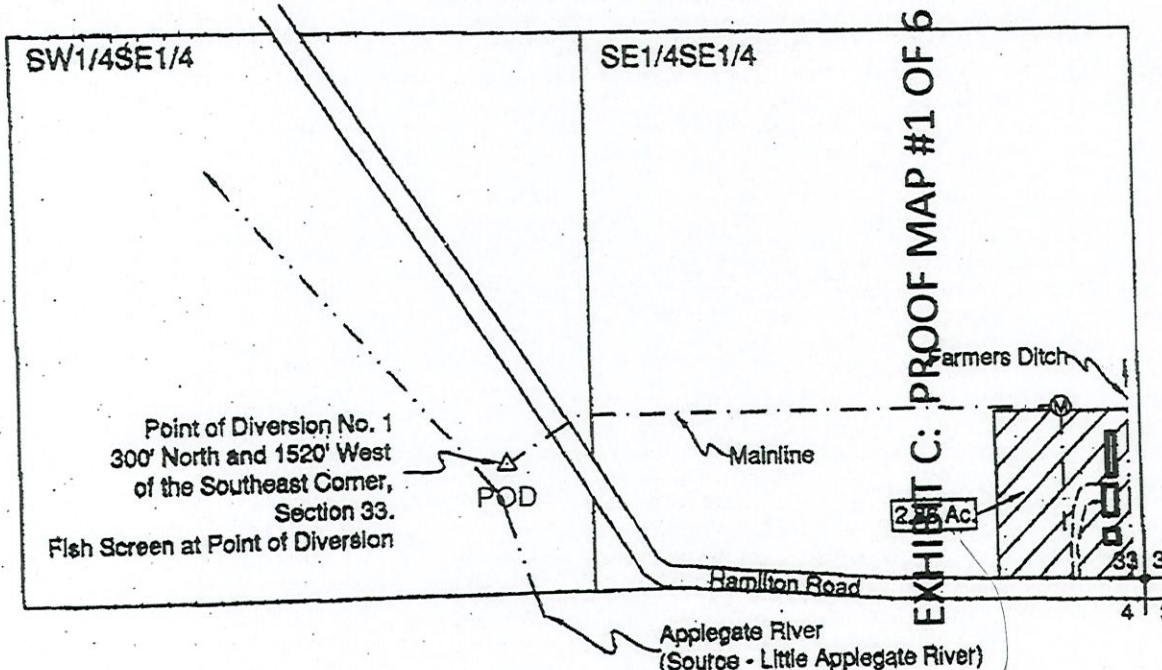 SW1/4SE1/4
SE1/4SE1/4
EXHIBIT C: PROOF MAP #1 OF 6
Farmers Ditch
M
Mainline
Point of Diversion No. 1
300' North and 1520' West
of the Southeast Corner,
Section 33.
Fish Screen at Point of Diversion
POD
Ac.
Hamilton Road
33
4
Applegate River
(Source - Little Applegate River)